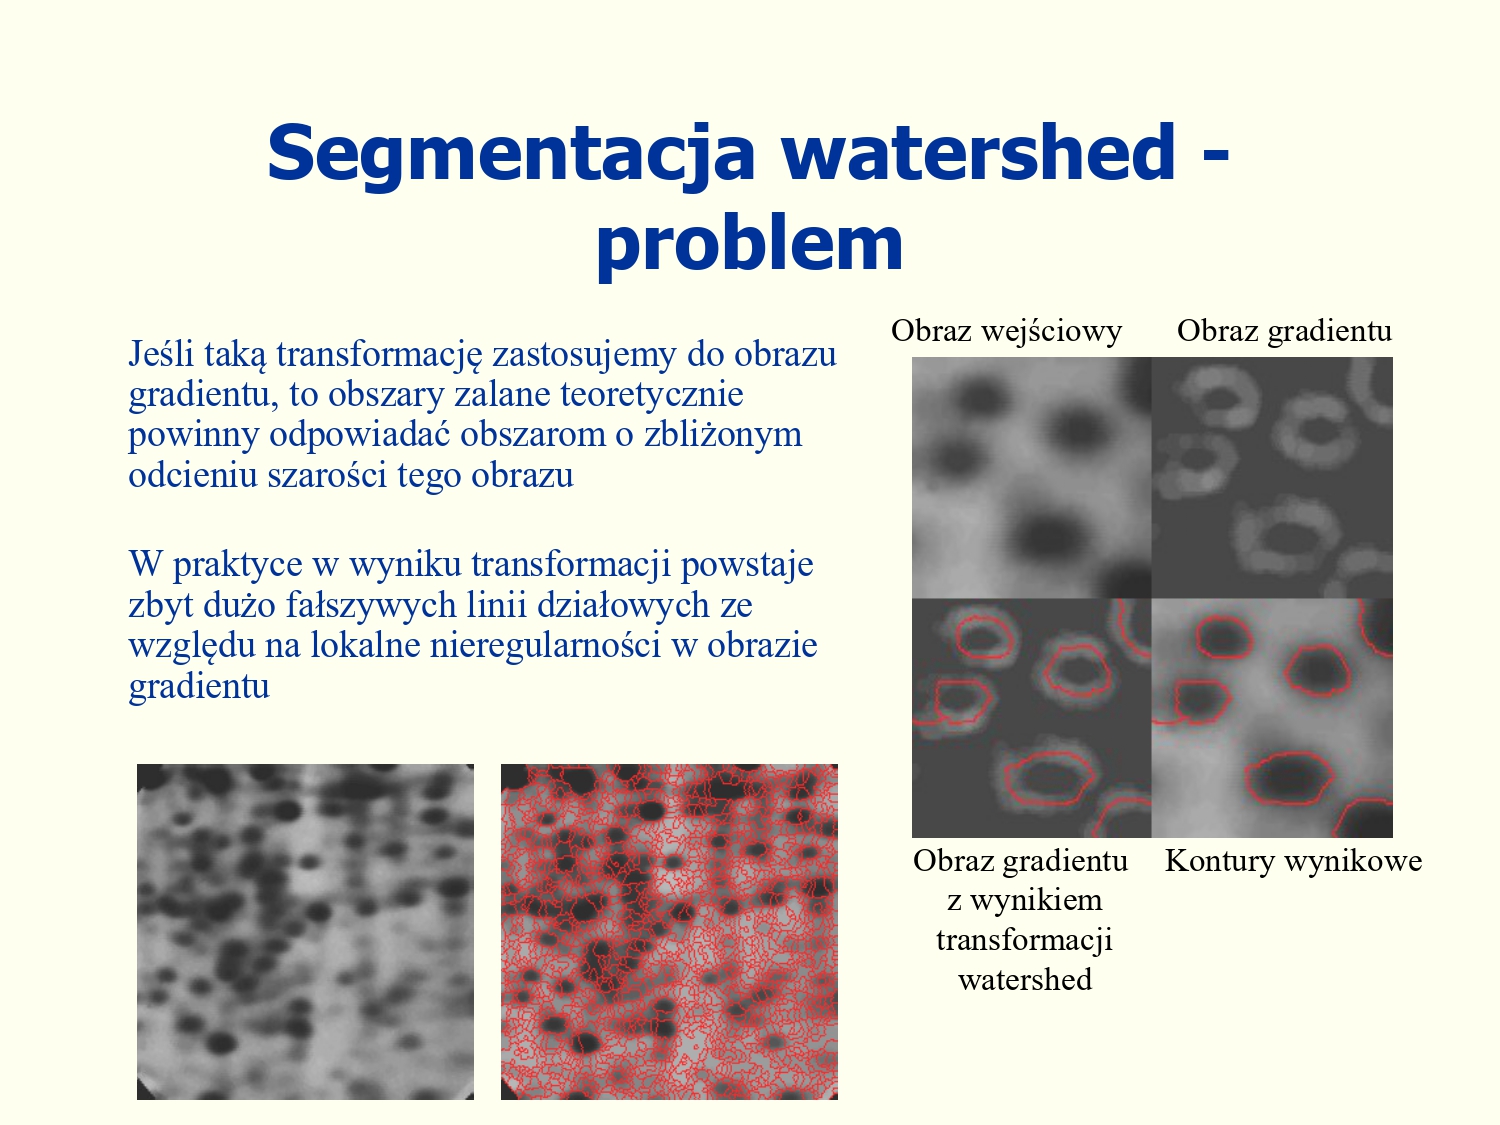 Segmentacja watershed -
problem
Jeśli taką transformację zastosujemy do obrazu
gradientu, to obszary zalane teoretycznie
powinny odpowiadać obszarom o zbliżonym
odcieniu szarości tego obrazu
W praktyce w wyniku transformacji powstaje
zbyt dużo fałszywych linii działowych ze
względu na lokalne nieregularności w obrazie
gradientu
Obraz wejściowy
Obraz gradientu
Obraz gradientu
z wynikiem
transformacji
watershed
Kontury wynikowe